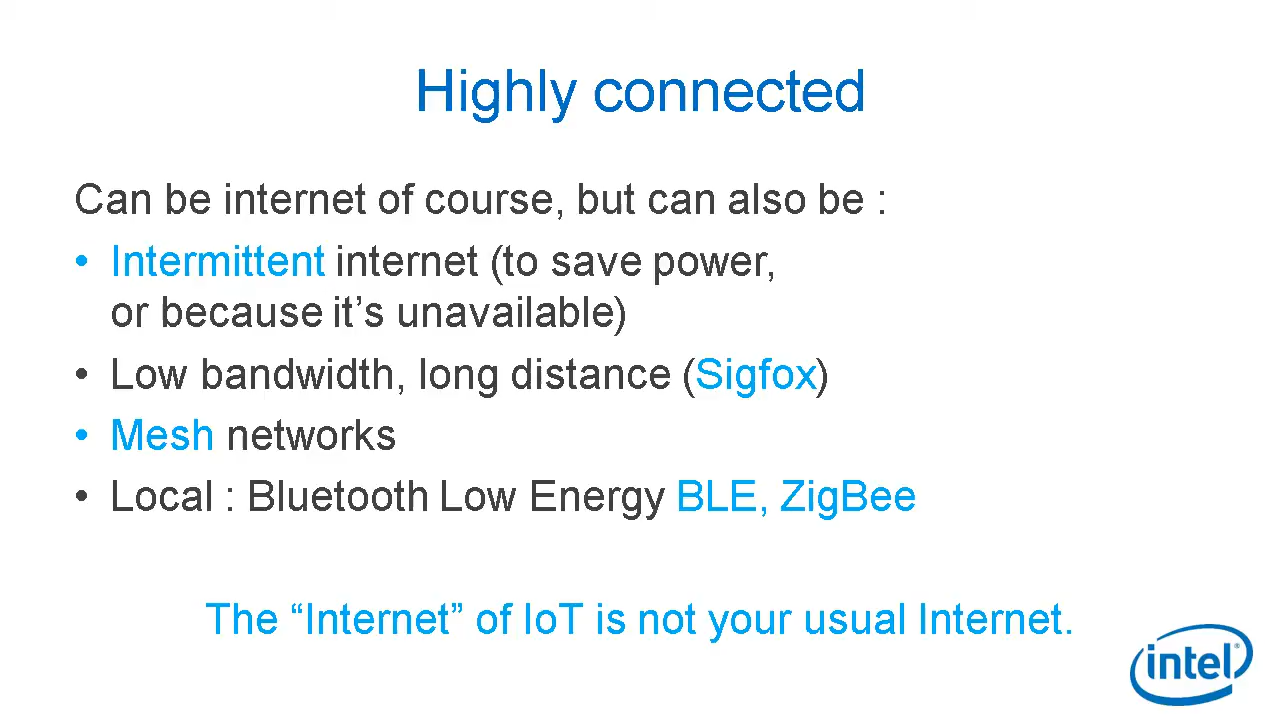 Highly connected
Can be internet of course, but can also be :
• Intermittent internet (to save power,
or because it’s unavailable)
• Low bandwidth, long distance (Sigfox)
• Mesh networks
• Local : Bluetooth Low Energy BLE, ZigBee
The “Internet” of IoT is not your usual Internet.
intel